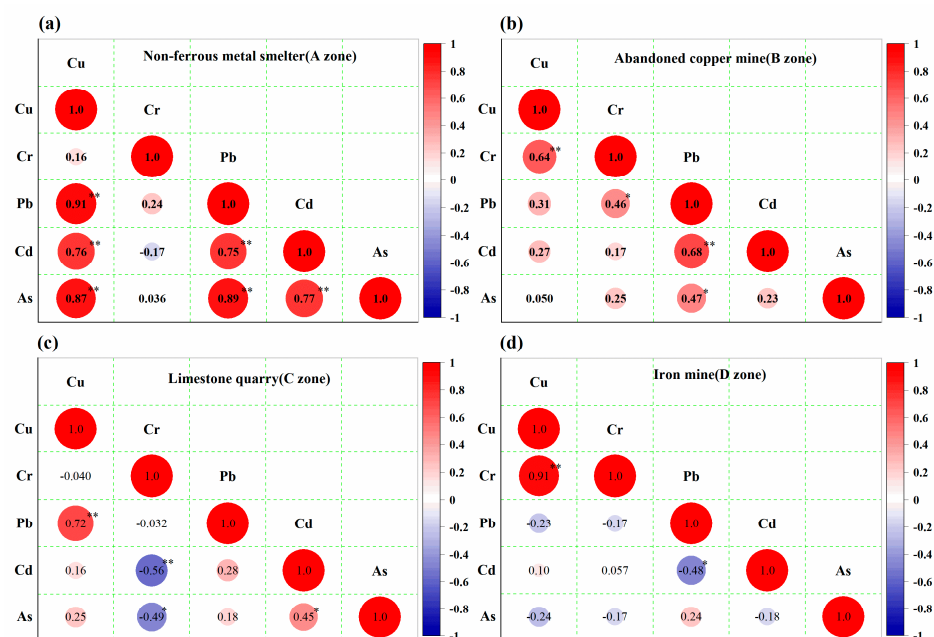 (a)
Non-ferrous metal smelter(A zone)
Cu
Cu 1.0 Cr
Cr 0.16 1.0 Pb
Pb 0.91** 0.24 1.0 Cd
Cd 0.76** -0.17 0.75** 1.0 As
As 0.87** 0.036 0.89** 0.77** 1.0
1
0.8
0.6
0.4
0.2
0
-0.2
-0.4
-0.6
-0.8
-1
(b)
Abandoned copper mine(B zone)
Cu
Cu 1.0 Cr
Cr 0.64** 1.0 Pb
Pb 0.31 0.46* 1.0 Cd
Cd 0.27 0.17 0.68** 1.0 As
As 0.050 0.25 0.47* 0.23 1.0
1
0.8
0.6
0.4
0.2
0
-0.2
-0.4
-0.6
-0.8
-1
(c)
Limestone quarry(C zone)
Cu
Cu 1.0 Cr
Cr -0.040 1.0 Pb
Pb 0.72** -0.032 1.0 Cd
Cd 0.16 -0.56** 0.28 1.0 As
As 0.25 -0.49* 0.18 0.45* 1.0
1
0.8
0.6
0.4
0.2
0
-0.2
-0.4
-0.6
-0.8
-1
(d)
Iron mine(D zone)
Cu
Cu 1.0 Cr
Cr 0.91** 1.0 Pb
Pb -0.23 -0.17 1.0 Cd
Cd 0.10 0.057 -0.48* 1.0 As
As -0.24 -0.17 0.24 -0.18 1.0
1
0.8
0.6
0.4
0.2
0
-0.2
-0.4
-0.6
-0.8
-1